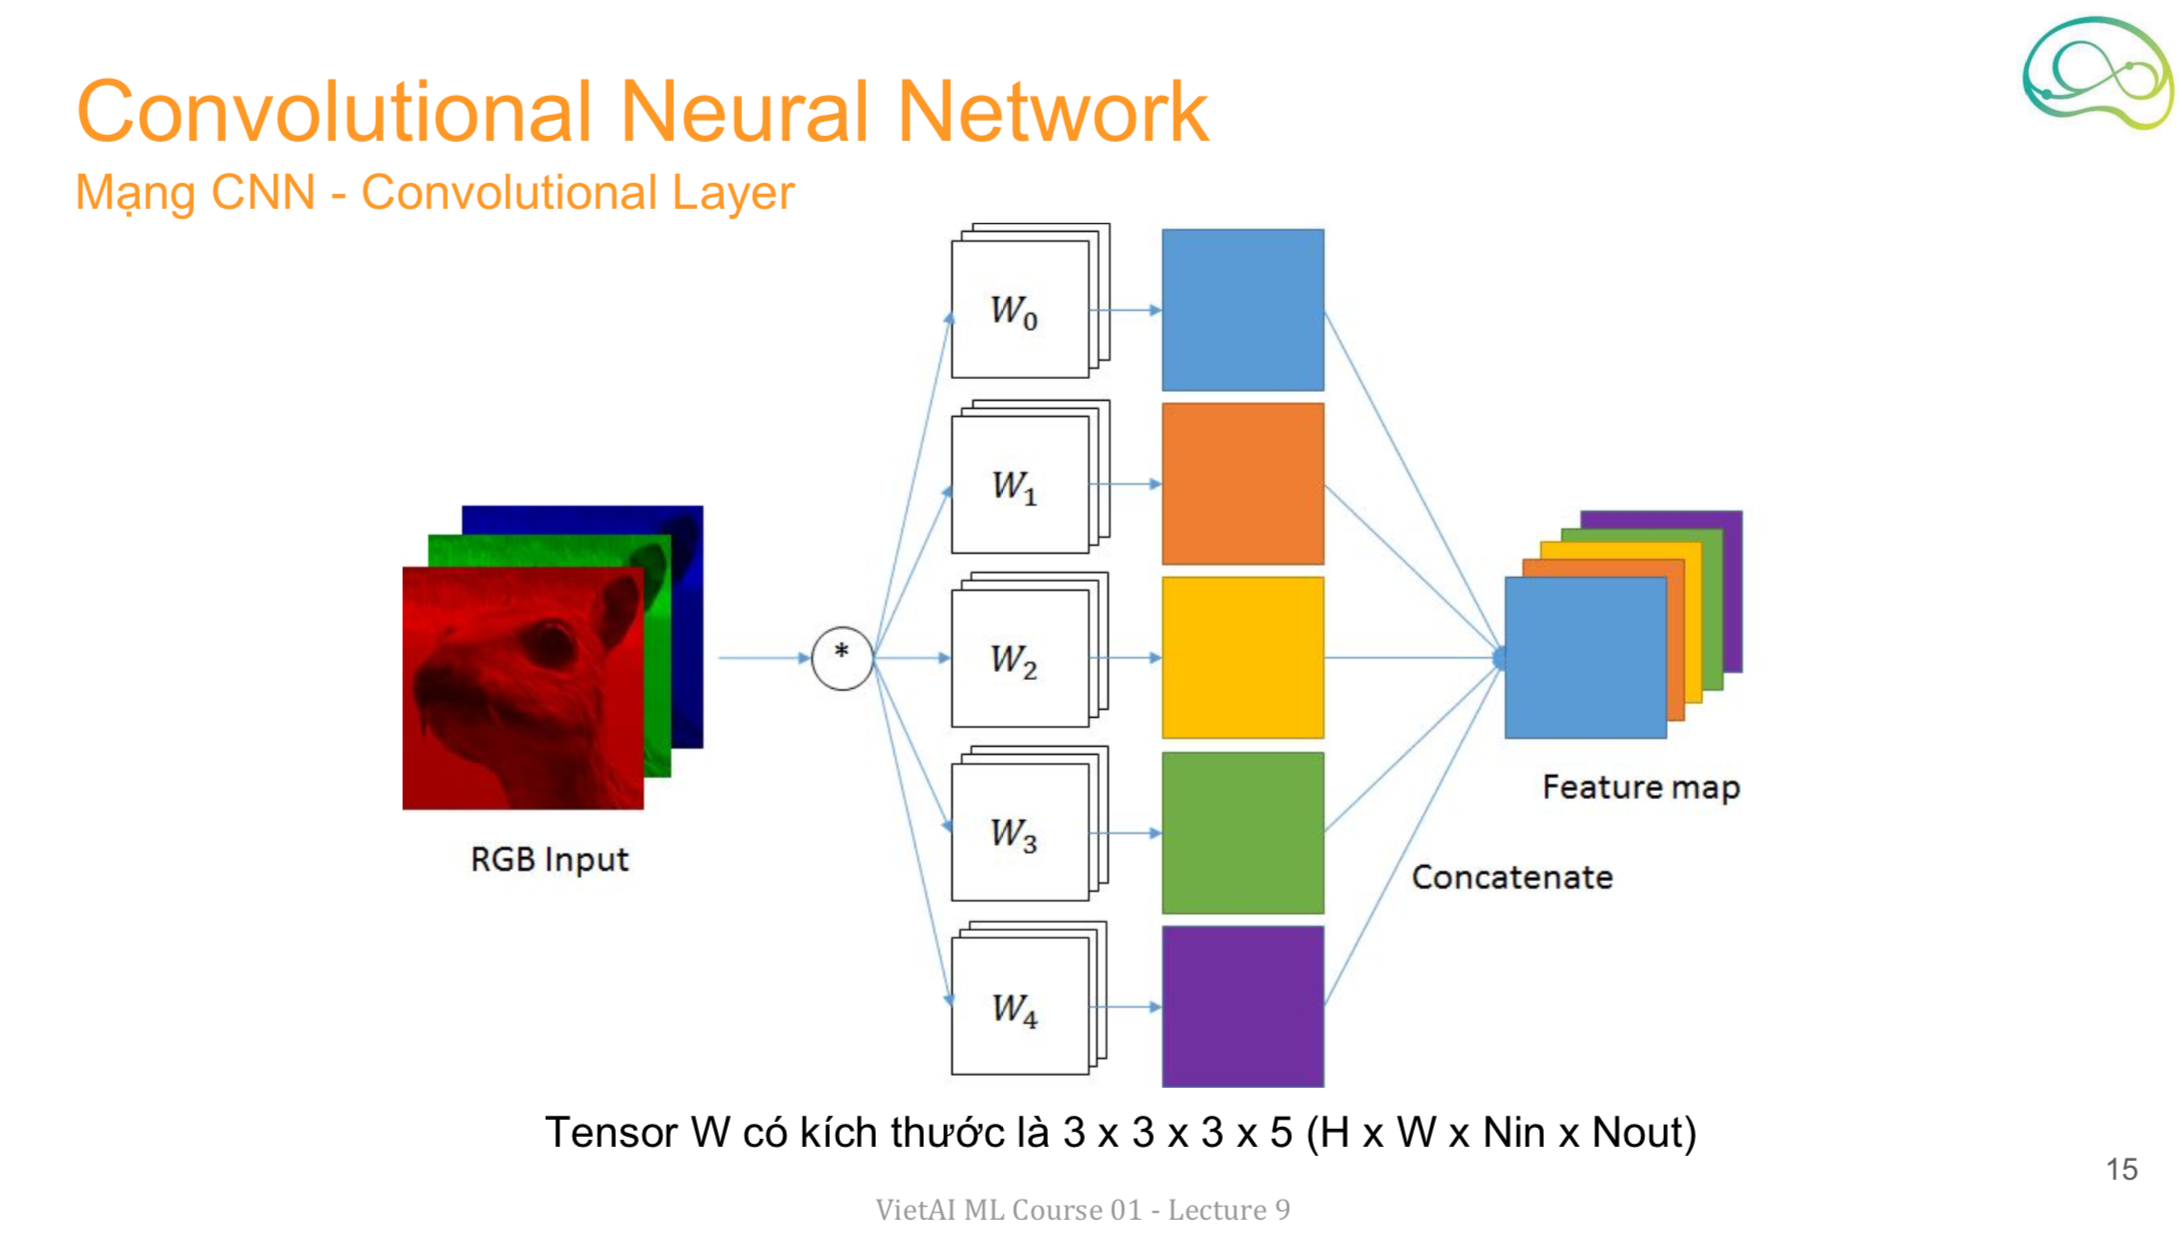 Convolutional Neural Network
Mạng CNN - Convolutional Layer
W₀
W₁
*
W₂
W₃
W₄
RGB Input
Feature map
Concatenate
Tensor W có kích thước là 3 x 3 x 3 x 5 (H x W x Nin x Nout)
15
VietAI ML Course 01 - Lecture 9